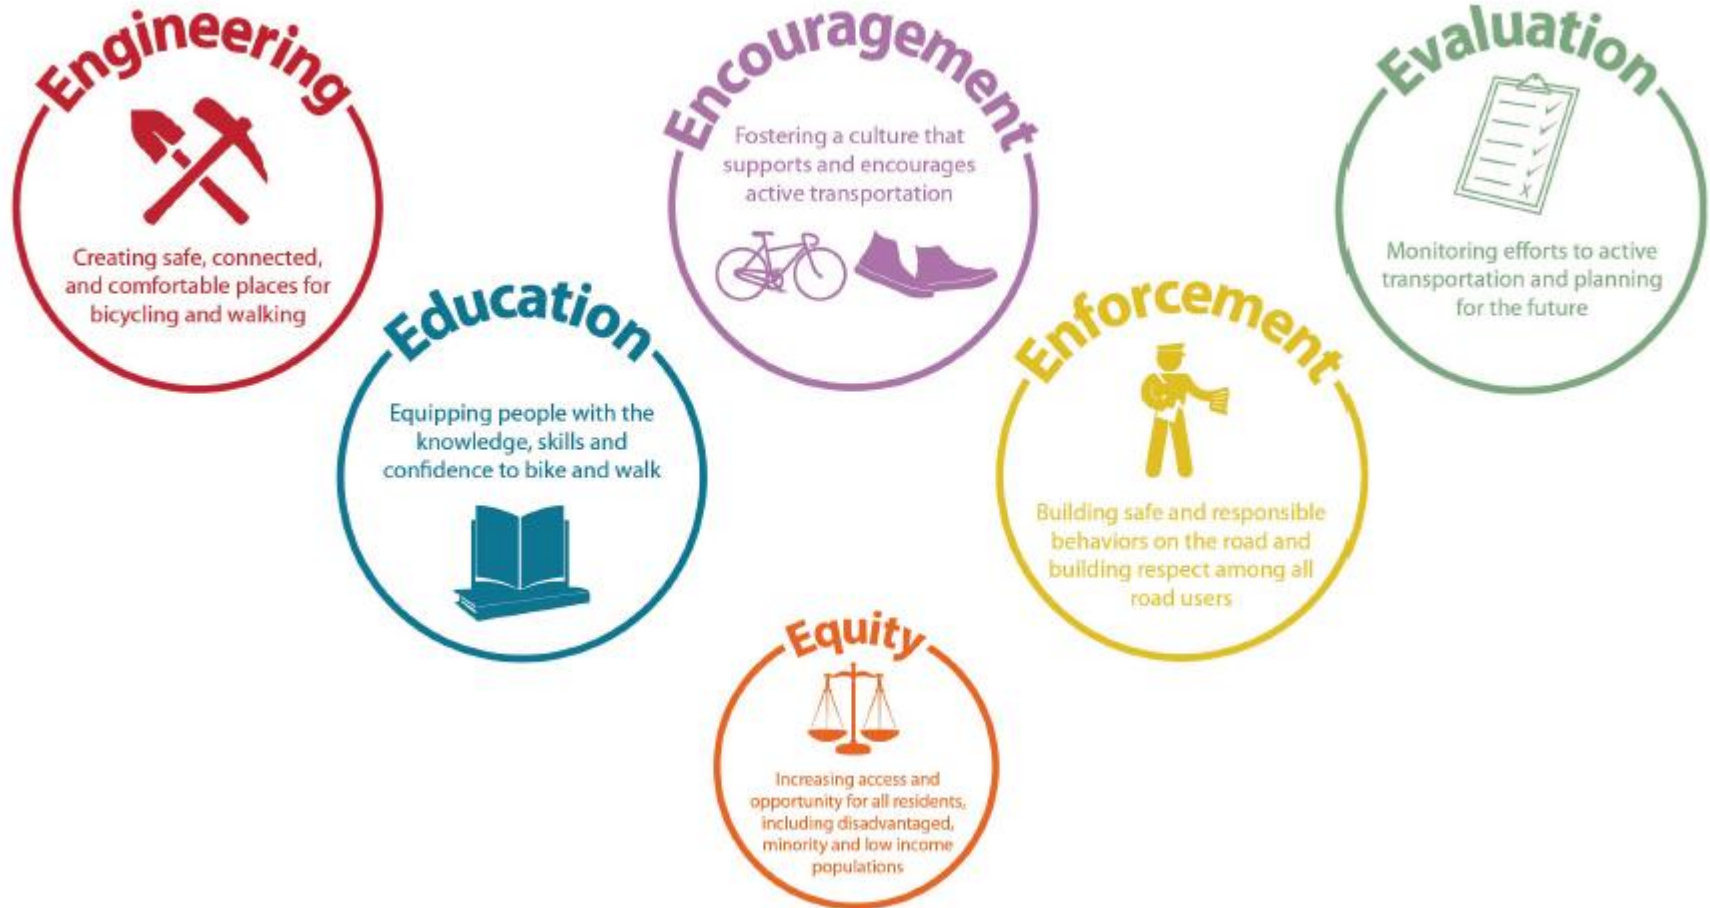 Engineering
Creating safe, connected,
and comfortable places for
bicycling and walking
Education
Equipping people with the
knowledge, skills and
confidence to bike and walk
Encouragement
Fostering a culture that
supports and encourages
active transportation
Enforcement
Building safe and responsible
behaviors on the road and
building respect among all
road users
Evaluation
Monitoring efforts to active
transportation and planning
for the future
Equity
Increasing access and
opportunity for all residents,
including disadvantaged,
minority and low income
populations